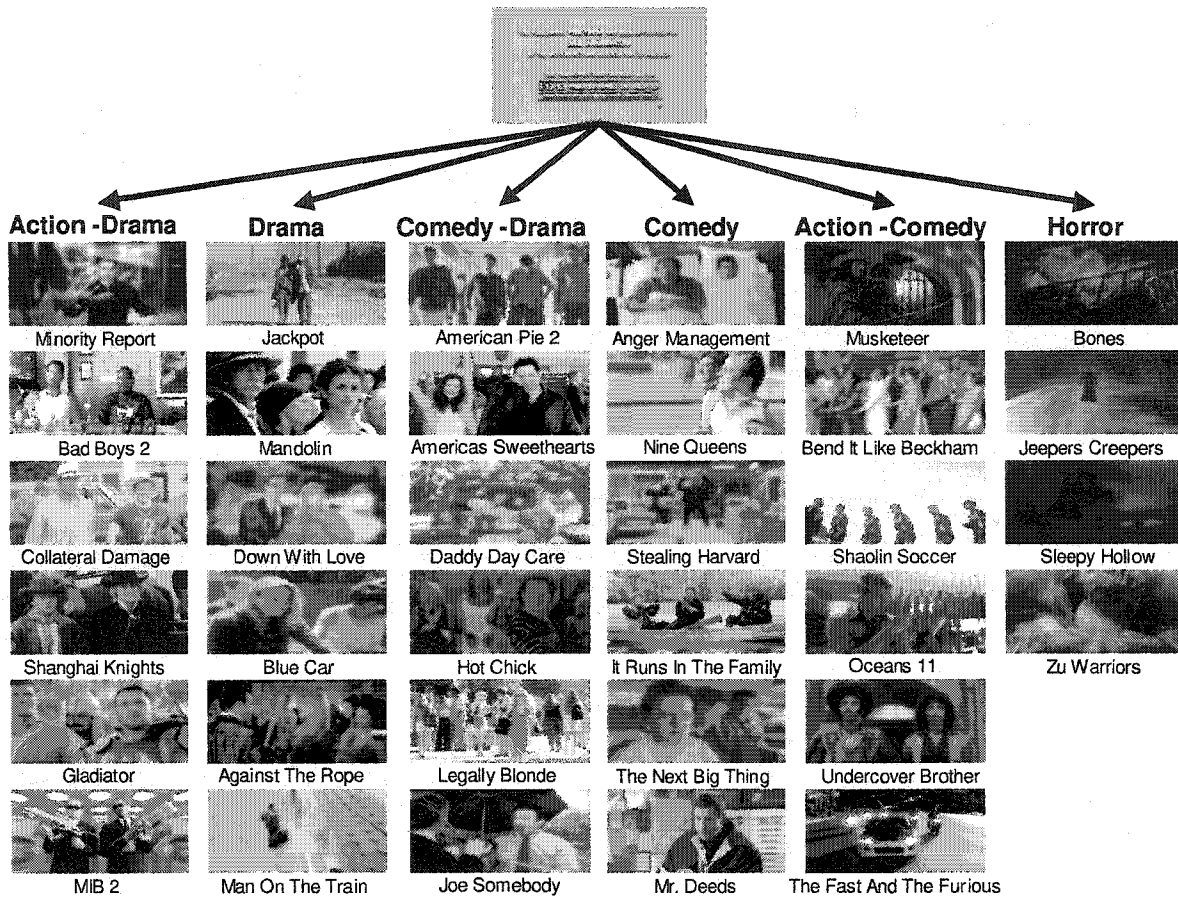 Action -Drama Drama Comedy -Drama Comedy Action -Comedy Horror
Minority Report Jackpot American Pie 2 Anger Management Musketeer Bones
Bad Boys 2 Mandolin Americas Sweethearts Nine Queens Bend It Like Beckham Jeepers Creepers
Collateral Damage Down With Love Daddy Day Care Stealing Harvard Shaolin Soccer Sleepy Hollow
Shanghai Knights Blue Car Hot Chick It Runs In The Family Oceans 11 Zu Warriors
Gladiator Against The Rope Legally Blonde The Next Big Thing Undercover Brother
MIB 2 Man On The Train Joe Somebody Mr. Deeds The Fast And The Furious